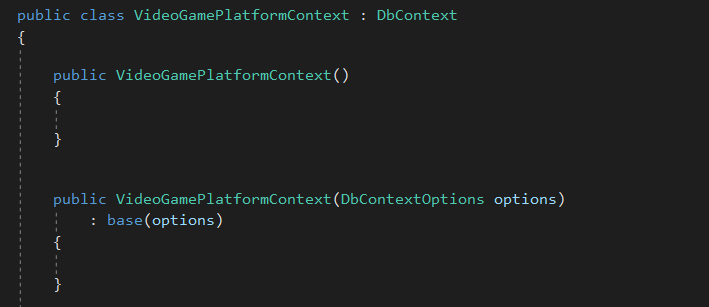 public class VideoGamePlatformContext : DbContext
{
public VideoGamePlatformContext()
{
}
public VideoGamePlatformContext(DbContextOptions options)
: base(options)
{
}